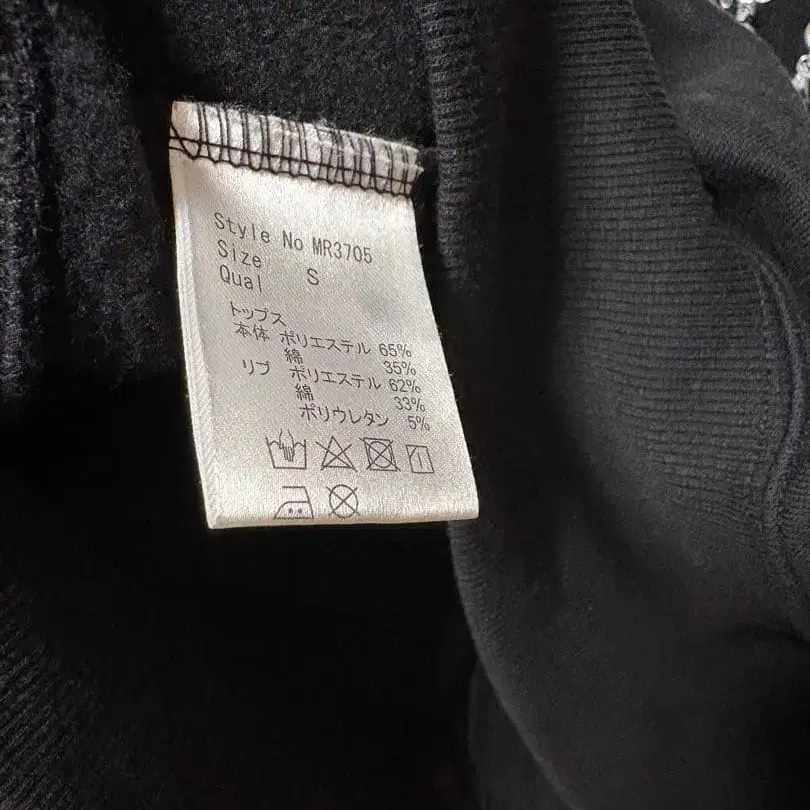 Style No MR3705
Size S
Qual
トップス
本体 ポリエステル 65%
綿 35%
リブ ポリエステル 62%
綿 33%
ポリウレタン 5%